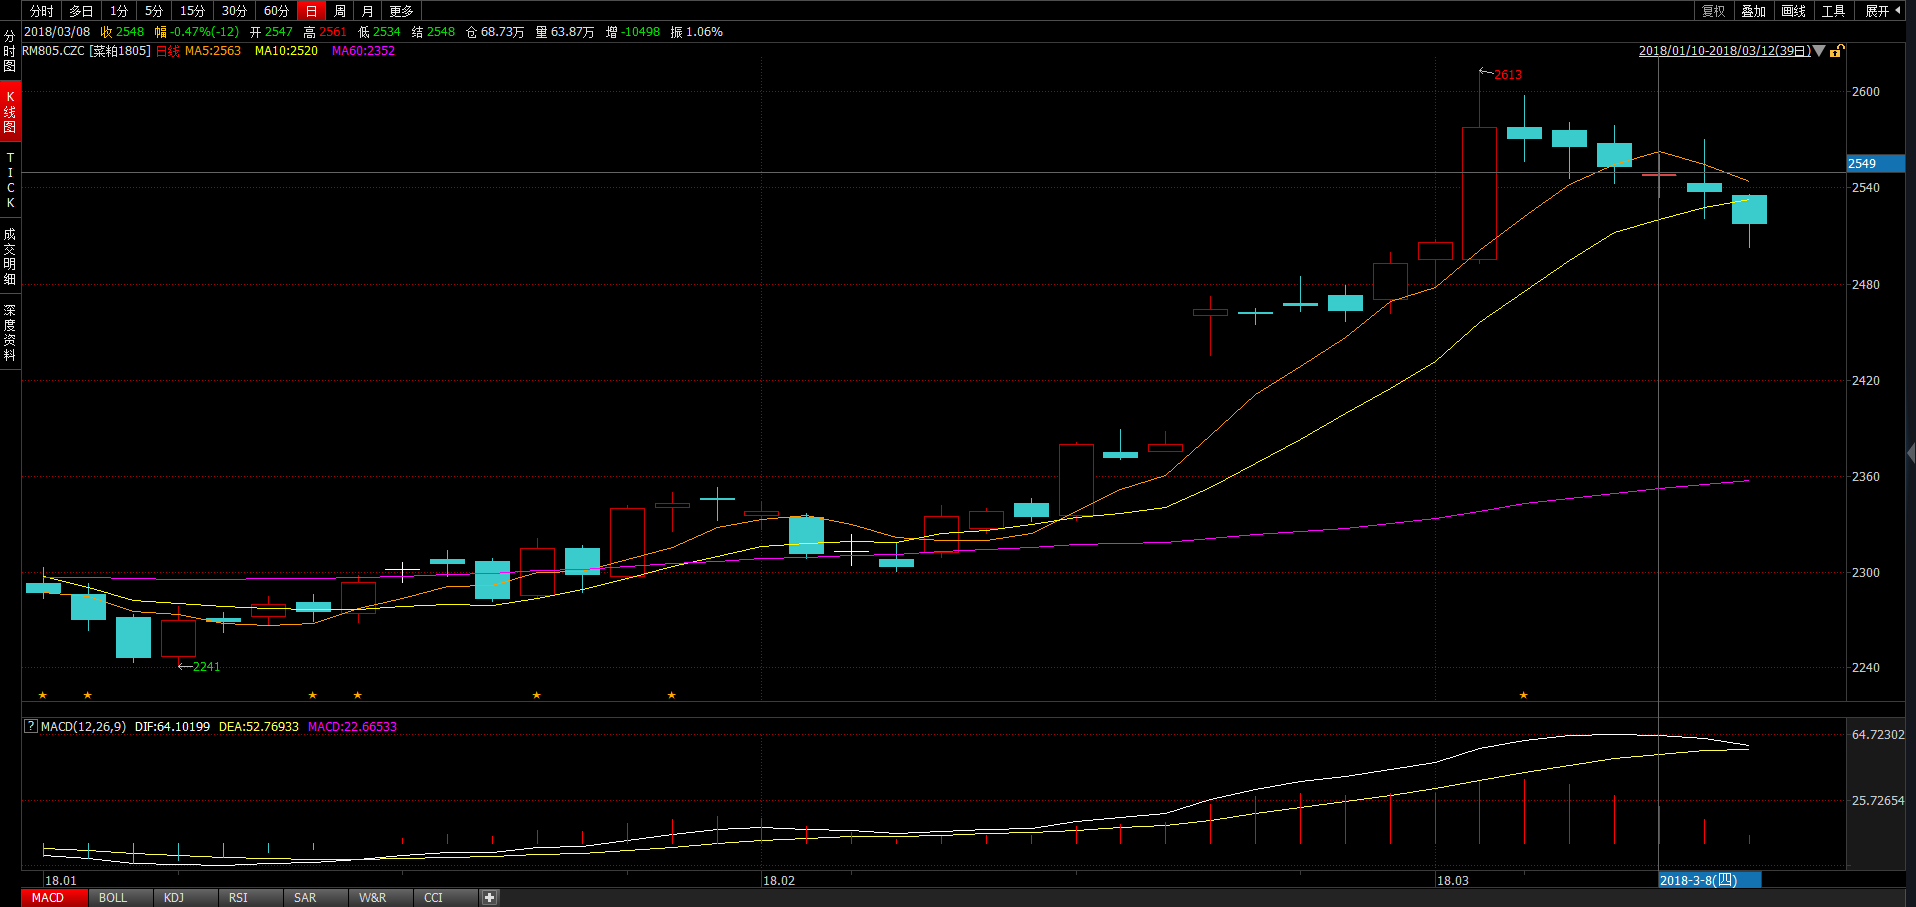 分时 多日 1分 5分 15分 30分 60分 日 周 月 更多 复权 叠加 画线 工具 展开
2018/03/08 收 2548 幅 -0.47%(-12) 开 2547 高 2561 低 2534 结 2548 仓 68.73万 量 63.87万 增 -10498 振 1.06%
RM805.CZC [菜粕1805] 日线 MA5:2563 MA10:2520 MA60:2352 2018/01/10-2018/03/12(39日)
分时图
K线图
TICK
成交明细
深度资料
2613
2600
2549
2540
2480
2420
2360
2300
2241
2240
? MACD(12,26,9) DIF:64.10199 DEA:52.76933 MACD:22.66533
64.72302
25.72654
18.01 18.02 18.03 2018-3-8(四)
MACD BOLL KDJ RSI SAR W&R CCI